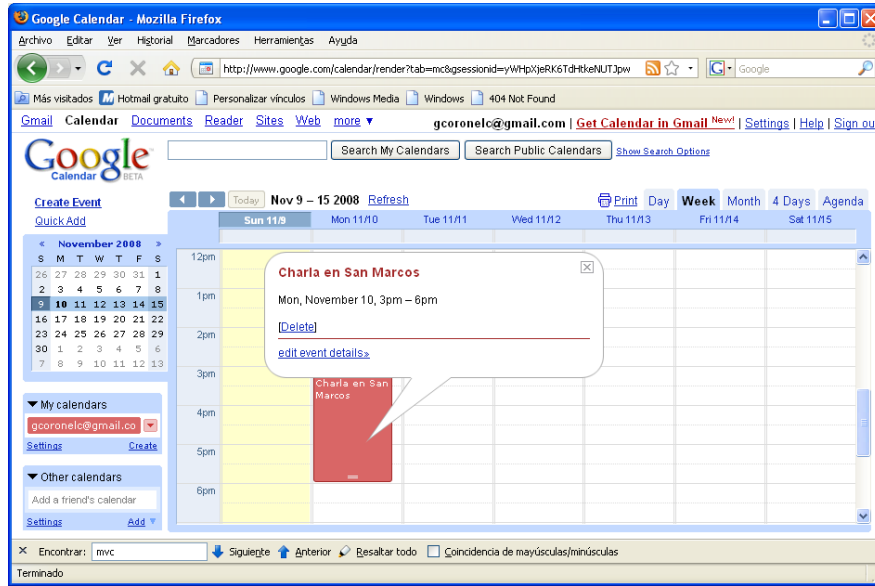 Google Calendar - Mozilla Firefox
Archivo Editar Ver Historial Marcadores Herramientas Ayuda
http://www.google.com/calendar/render?tab=mc&gsessionid=yWHpXjeRK6TdHtkeNUTJpw G Google
Más visitados Hotmail gratuito Personalizar vínculos Windows Media Windows 404 Not Found
Gmail Calendar Documents Reader Sites Web more ▼ gcoronelc@gmail.com | Get Calendar in Gmail New! | Settings | Help | Sign ou
Google Calendar BETA
Search My Calendars Search Public Calendars Show Search Options
Create Event
Quick Add
Today Nov 9 – 15 2008 Refresh Print Day Week Month 4 Days Agenda
Sun 11/9 Mon 11/10 Tue 11/11 Wed 11/12 Thu 11/13 Fri 11/14 Sat 11/15
« November 2008 »
S M T W T F S
26 27 28 29 30 31 1
2 3 4 5 6 7 8
9 10 11 12 13 14 15
16 17 18 19 20 21 22
23 24 25 26 27 28 29
30 1 2 3 4 5 6
7 8 9 10 11 12 13
My calendars
gcoronelc@gmail.co
Settings Create
Other calendars
Add a friend's calendar
Settings Add ▼
12pm
1pm
2pm
3pm
4pm
5pm
6pm
Charla en San Marcos
Mon, November 10, 3pm – 6pm
[Delete]
edit event details»
Charla en San
Marcos
× Encontrar: mvc Siguiente Anterior Resaltar todo Coincidencia de mayúsculas/minúsculas
Terminado